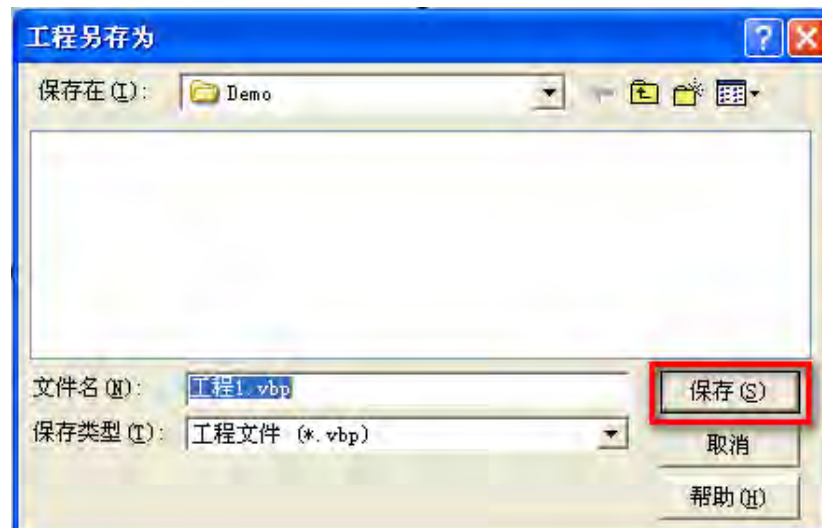 工程另存为
保存在(I): Demo
文件名(N): 工程1.vbp 保存(S)
保存类型(T): 工程文件 (*.vbp) 取消
帮助(H)